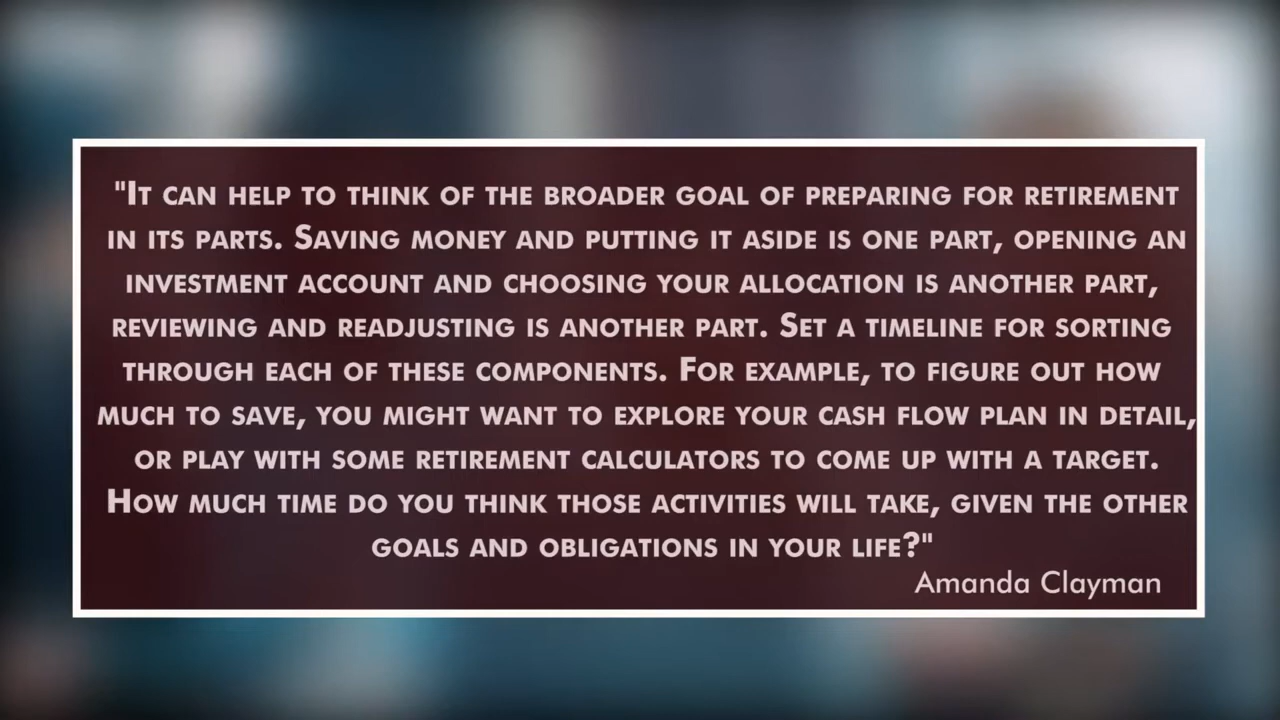 "It can help to think of the broader goal of preparing for retirement
in its parts. Saving money and putting it aside is one part, opening an
investment account and choosing your allocation is another part,
reviewing and readjusting is another part. Set a timeline for sorting
through each of these components. For example, to figure out how
much to save, you might want to explore your cash flow plan in detail,
or play with some retirement calculators to come up with a target.
How much time do you think those activities will take, given the other
goals and obligations in your life?"
Amanda Clayman